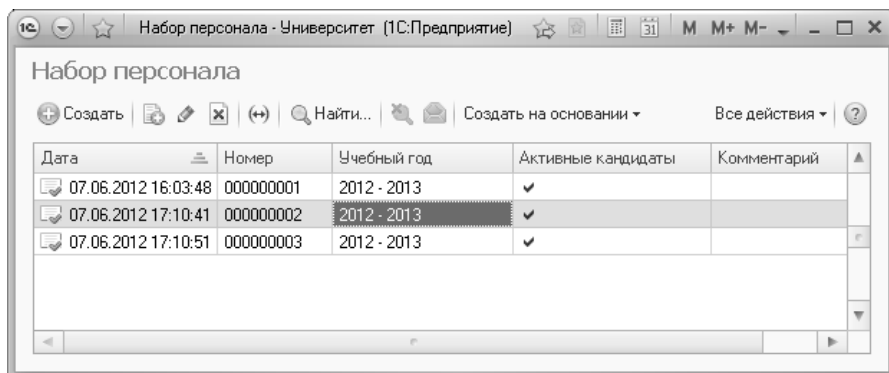 1С Набор персонала - Университет (1С:Предприятие) 31 M M+ M-
Набор персонала
Создать Найти... Создать на основании Все действия ?
Дата Номер Учебный год Активные кандидаты Комментарий
07.06.2012 16:03:48 000000001 2012 - 2013
07.06.2012 17:10:41 000000002 2012 - 2013
07.06.2012 17:10:51 000000003 2012 - 2013